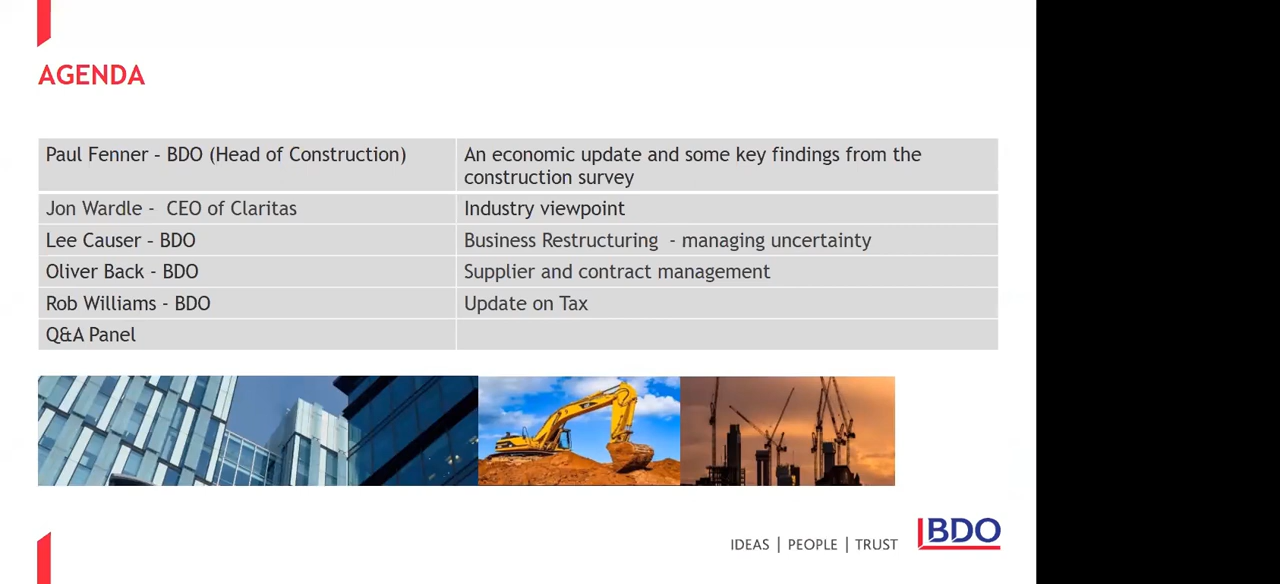 AGENDA
Paul Fenner - BDO (Head of Construction)
An economic update and some key findings from the
construction survey
Jon Wardle -  CEO of Claritas
Industry viewpoint
Lee Causer - BDO
Business Restructuring  - managing uncertainty
Oliver Back - BDO
Supplier and contract management
Rob Williams - BDO
Update on Tax
Q&A Panel
IDEAS | PEOPLE | TRUST
BDO